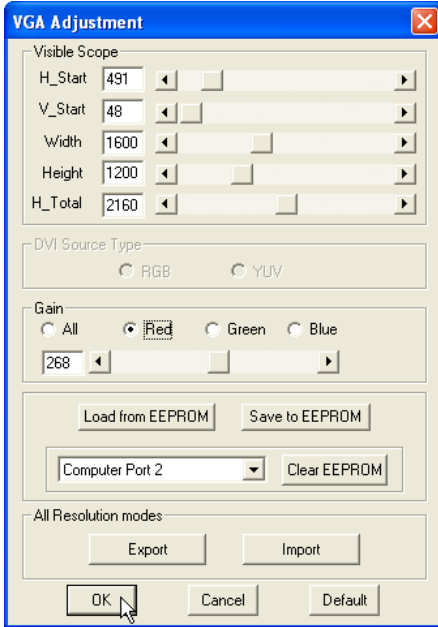 VGA Adjustment
Visible Scope
H_Start 491
V_Start 48
Width 1600
Height 1200
H_Total 2160
DVI Source Type
RGB YUV
Gain
All Red Green Blue
268
Load from EEPROM Save to EEPROM
Computer Port 2 Clear EEPROM
All Resolution modes
Export Import
OK Cancel Default